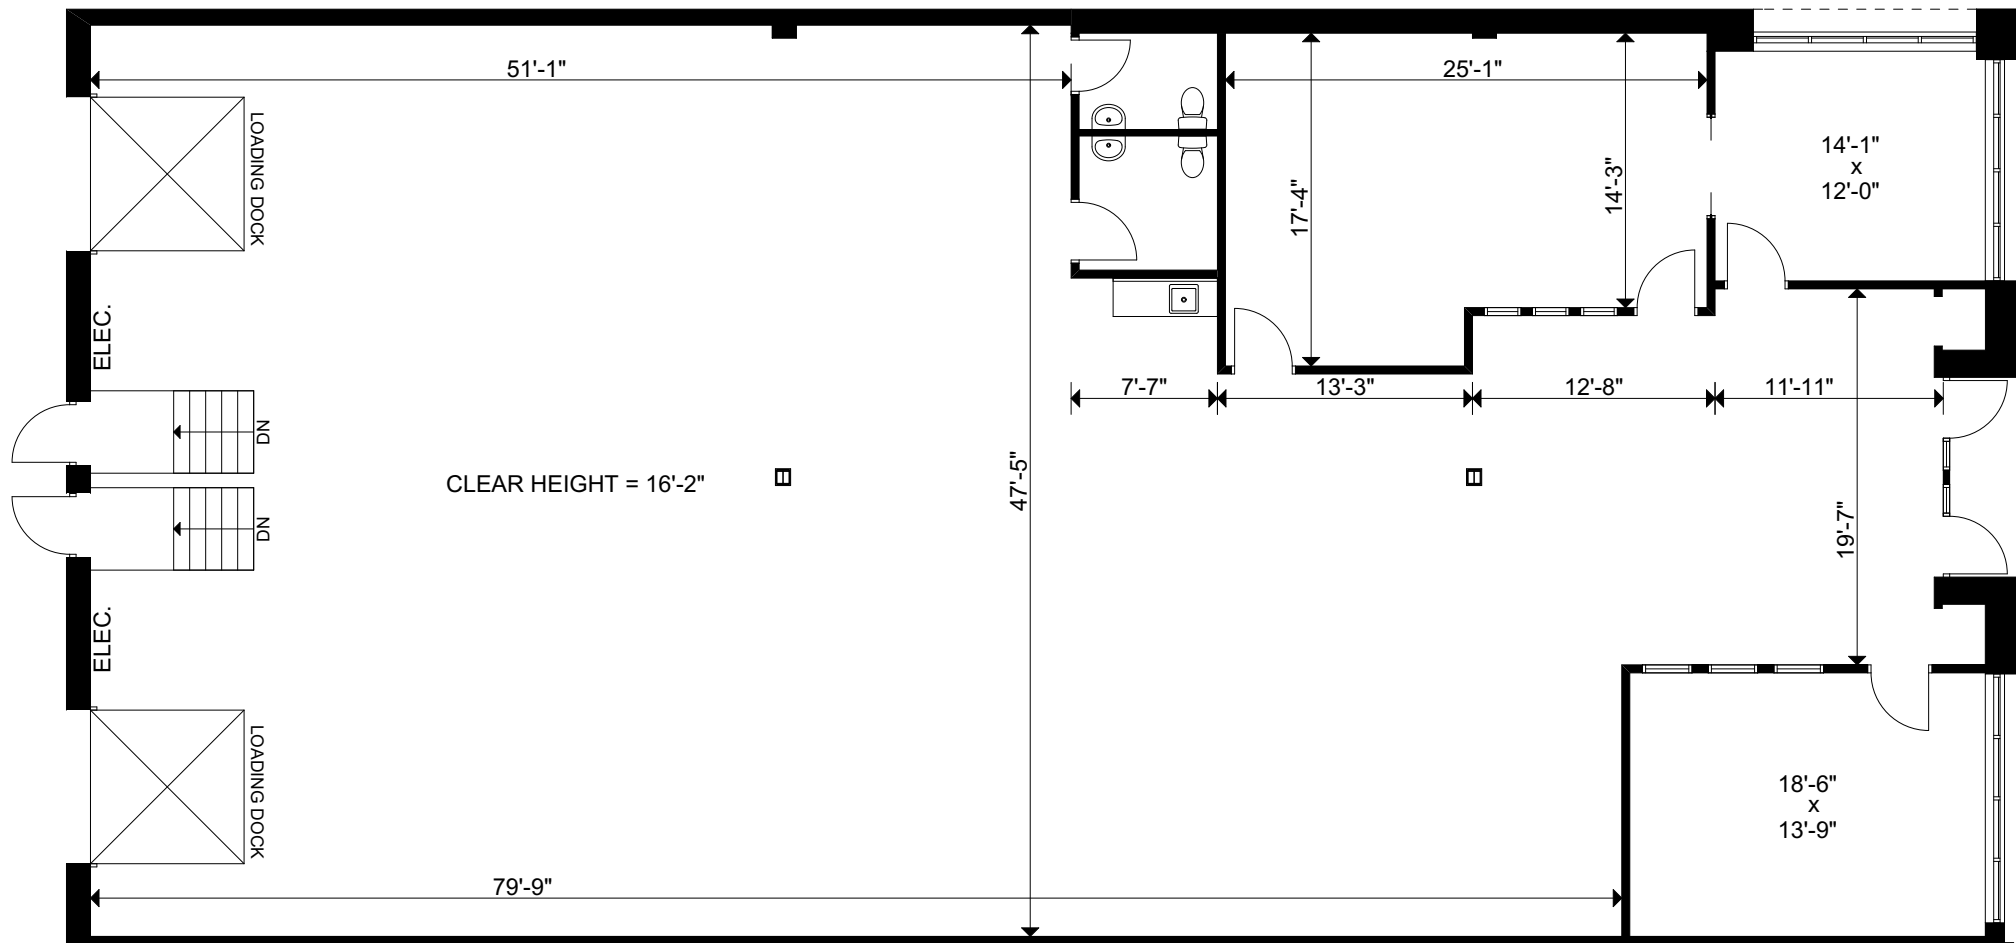 51'-1"
25'-1"
LOADING DOCK
14'-1"
x
12'-0"
17'-4"
14'-3"
ELEC.
7'-7"
13'-3"
12'-8"
11'-11"
DN
CLEAR HEIGHT = 16'-2"
47'-5"
19'-7"
DN
ELEC.
LOADING DOCK
18'-6"
x
13'-9"
79'-9"